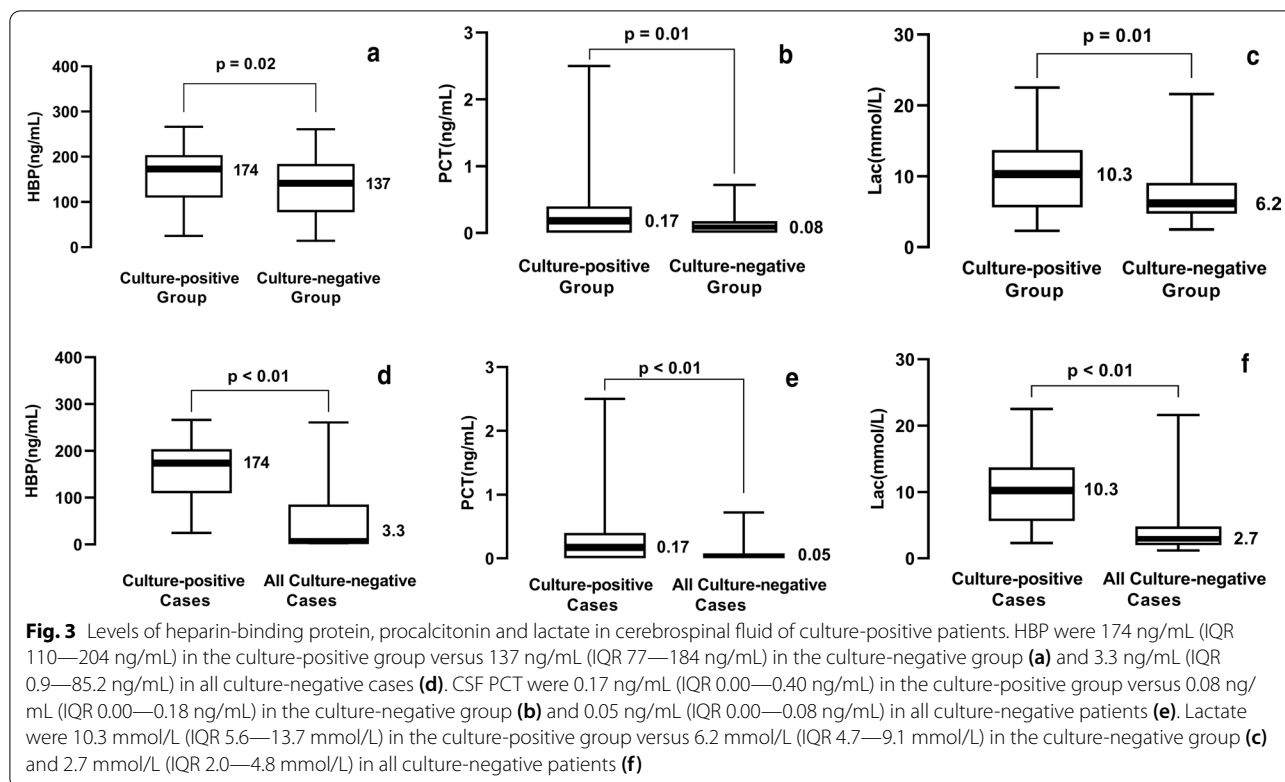 a
p = 0.02
HBP(ng/mL)
400
300
200
100
0
174
137
Culture-positive
Group
Culture-negative
Group
b
p = 0.01
PCT(ng/mL)
3
2
1
0
0.17
0.08
Culture-positive
Group
Culture-negative
Group
c
p = 0.01
Lac(mmol/L)
30
20
10
0
10.3
6.2
Culture-positive
Group
Culture-negative
Group
d
p < 0.01
HBP(ng/mL)
400
300
200
100
0
174
3.3
Culture-positive
Cases
All Culture-negative
Cases
e
p < 0.01
PCT(ng/mL)
3
2
1
0
0.17
0.05
Culture-positive
Cases
All Culture-negative
Cases
f
p < 0.01
Lac(mmol/L)
30
20
10
0
10.3
2.7
Culture-positive
Cases
All Culture-negative
Cases
Fig. 3 Levels of heparin-binding protein, procalcitonin and lactate in cerebrospinal fluid of culture-positive patients. HBP were 174 ng/mL (IQR
110—204 ng/mL) in the culture-positive group versus 137 ng/mL (IQR 77—184 ng/mL) in the culture-negative group (a) and 3.3 ng/mL (IQR
0.9—85.2 ng/mL) in all culture-negative cases (d). CSF PCT were 0.17 ng/mL (IQR 0.00—0.40 ng/mL) in the culture-positive group versus 0.08 ng/
mL (IQR 0.00—0.18 ng/mL) in the culture-negative group (b) and 0.05 ng/mL (IQR 0.00—0.08 ng/mL) in all culture-negative patients (e). Lactate
were 10.3 mmol/L (IQR 5.6—13.7 mmol/L) in the culture-positive group versus 6.2 mmol/L (IQR 4.7—9.1 mmol/L) in the culture-negative group (c)
and 2.7 mmol/L (IQR 2.0—4.8 mmol/L) in all culture-negative patients (f)